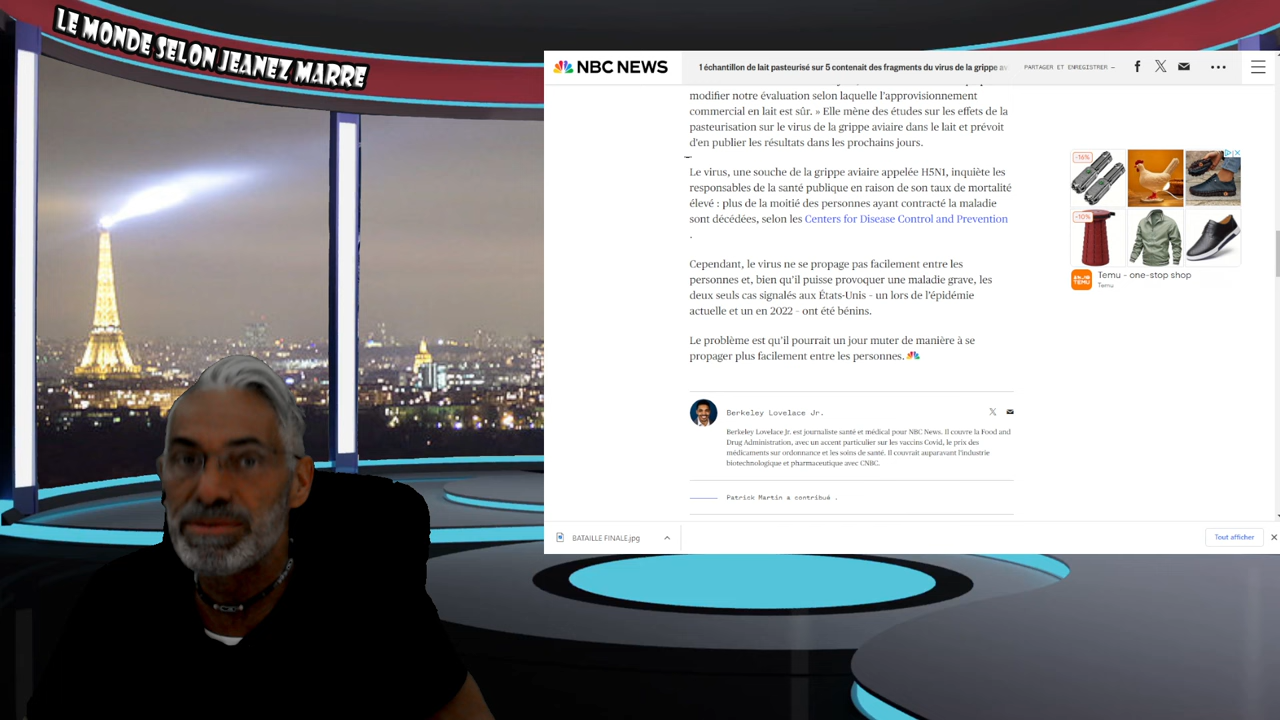 LE MONDE SELON JEANEZ MARRE
NBC NEWS
1 échantillon de lait pasteurisé sur 5 contenait des fragments du virus de la grippe av
PARTAGER ET ENREGISTRER —
modifier notre évaluation selon laquelle l'approvisionnement
commercial en lait est sûr. » Elle mène des études sur les effets de la
pasteurisation sur le virus de la grippe aviaire dans le lait et prévoit
d'en publier les résultats dans les prochains jours.
Le virus, une souche de la grippe aviaire appelée H5N1, inquiète les
responsables de la santé publique en raison de son taux de mortalité
élevé : plus de la moitié des personnes ayant contracté la maladie
sont décédées, selon les Centers for Disease Control and Prevention
.
Cependant, le virus ne se propage pas facilement entre les
personnes et, bien qu'il puisse provoquer une maladie grave, les
deux seuls cas signalés aux États-Unis - un lors de l'épidémie
actuelle et un en 2022 - ont été bénins.
Le problème est qu'il pourrait un jour muter de manière à se
propager plus facilement entre les personnes.
-16%
-10%
TEMU
Temu - one-stop shop
Temu
Berkeley Lovelace Jr.
Berkeley Lovelace Jr. est journaliste santé et médical pour NBC News. Il couvre la Food and
Drug Administration, avec un accent particulier sur les vaccins Covid, le prix des
médicaments sur ordonnance et les soins de santé. Il couvrait auparavant l'industrie
biotechnologique et pharmaceutique avec CNBC.
Patrick Martin a contribué .
BATAILLE FINALE.jpg
Tout afficher